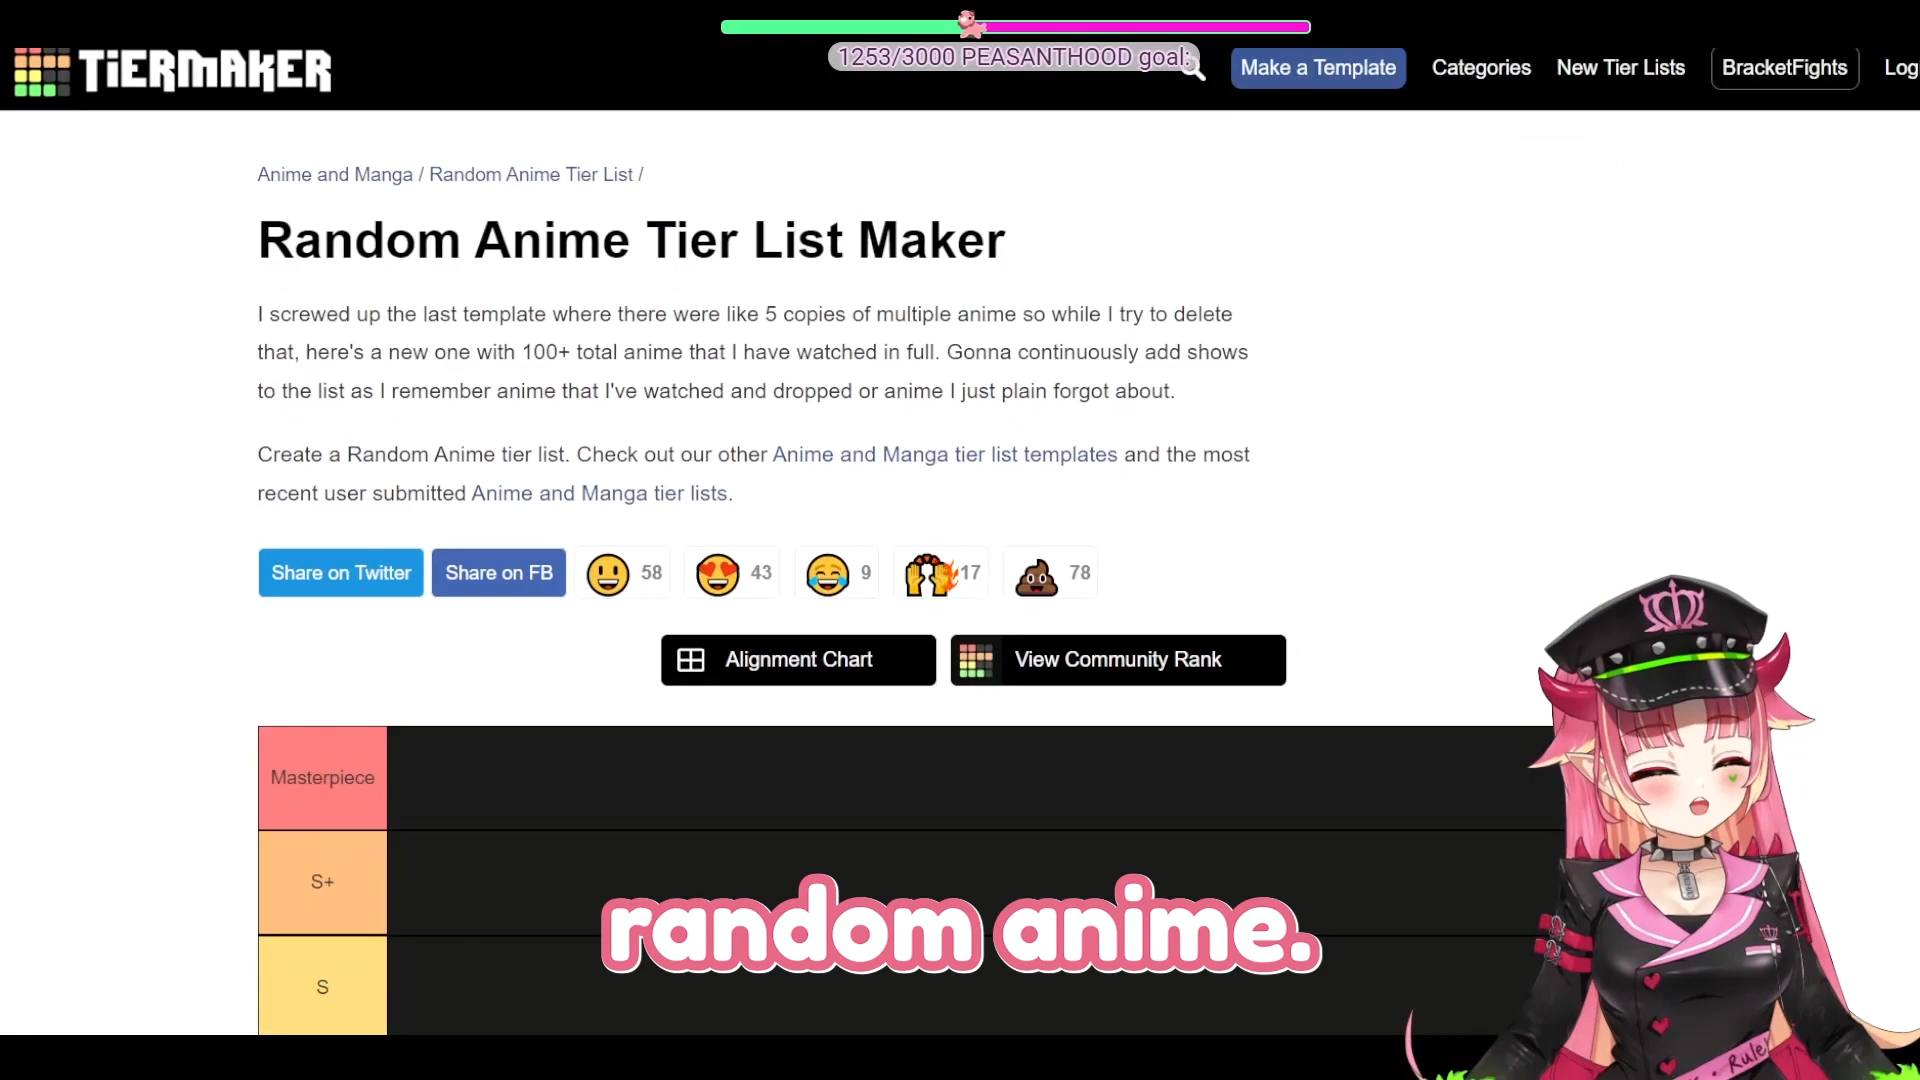 1253/3000 PEASANTHOOD goal:
TiERMAKER
Make a Template
Categories
New Tier Lists
BracketFights
Anime and Manga / Random Anime Tier List /
Random Anime Tier List Maker
I screwed up the last template where there were like 5 copies of multiple anime so while I try to delete
that, here's a new one with 100+ total anime that I have watched in full. Gonna continuously add shows
to the list as I remember anime that I've watched and dropped or anime I just plain forgot about.
Create a Random Anime tier list. Check out our other Anime and Manga tier list templates and the most
recent user submitted Anime and Manga tier lists.
Share on Twitter
Share on FB
58
43
9
17
78
Alignment Chart
View Community Rank
Masterpiece
S+
S
random anime.